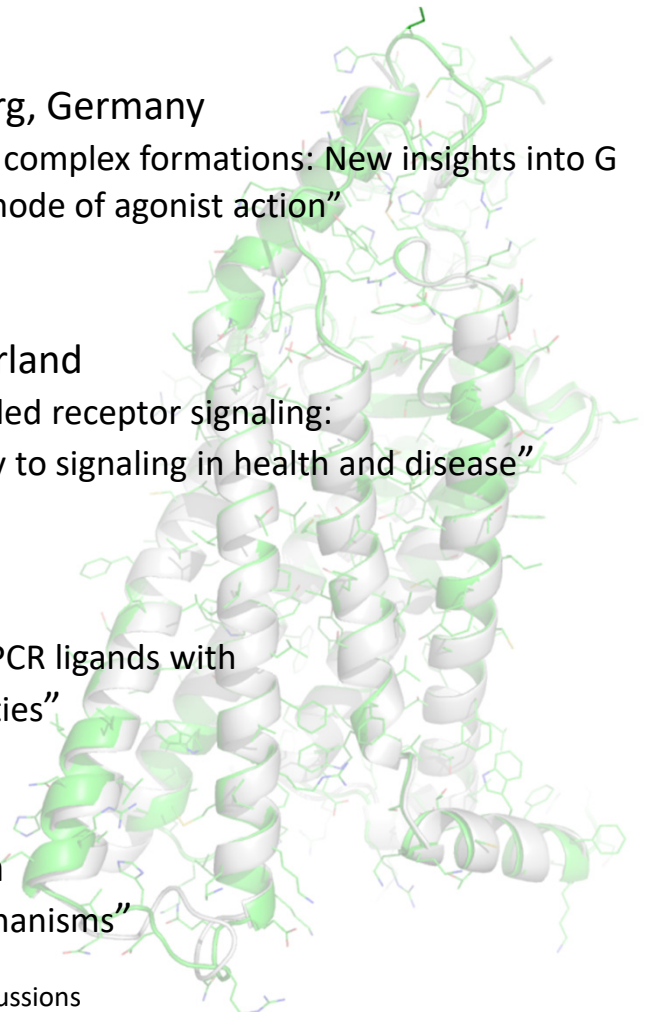 rg, Germany
complex formations: New insights into G
mode of agonist action”
rland
led receptor signaling:
y to signaling in health and disease”
PCR ligands with
ties”
n
hanisms”
ussions